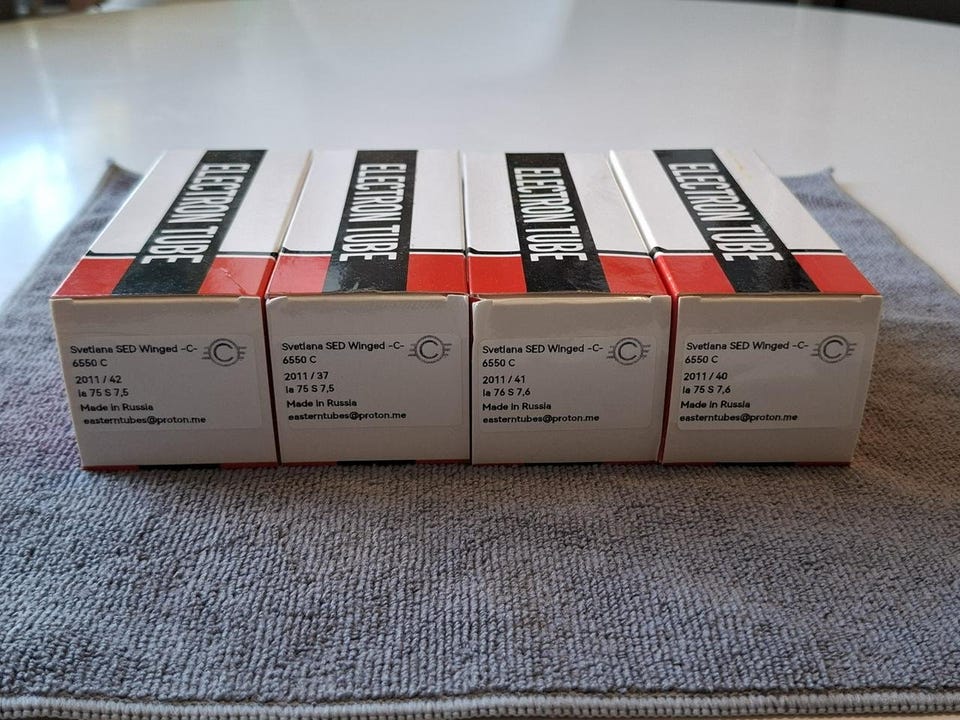 ELECTRON TUBE
Svetlana SED Winged -C-
6550 C
2011 / 42
Ia 75 S 7,5
Made in Russia
easterntubes@proton.me
C
ELECTRON TUBE
Svetlana SED Winged -C-
6550 C
2011 / 37
Ia 75 S 7,5
Made in Russia
easterntubes@proton.me
C
ELECTRON TUBE
Svetlana SED Winged -C-
6550 C
2011 / 41
Ia 76 S 7,6
Made in Russia
easterntubes@proton.me
C
ELECTRON TUBE
Svetlana SED Winged -C-
6550 C
2011 / 40
Ia 75 S 7,6
Made in Russia
easterntubes@proton.me
C